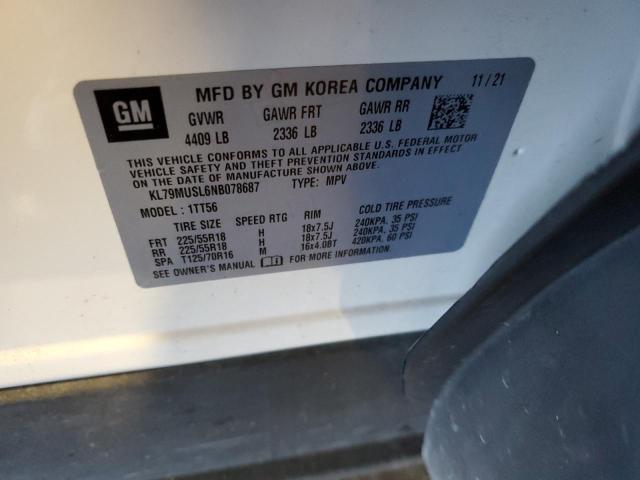 GM
MFD BY GM KOREA COMPANY 11/21
GVWR GAWR FRT GAWR RR
4409 LB 2336 LB 2336 LB
THIS VEHICLE CONFORMS TO ALL APPLICABLE U.S. FEDERAL MOTOR
VEHICLE SAFETY AND THEFT PREVENTION STANDARDS IN EFFECT ON
THE DATE OF MANUFACTURE SHOWN ABOVE.
KL79MUSL6NB078687 TYPE: MPV
MODEL : 1TT56
TIRE SIZE SPEED RTG RIM COLD TIRE PRESSURE
FRT 225/55R18 H 18x7.5J 240KPA. 35 PSI
RR 225/55R18 H 18x7.5J 240KPA. 35 PSI
SPA T125/70R16 M 16x4.0BT 420KPA. 60 PSI
SEE OWNER'S MANUAL